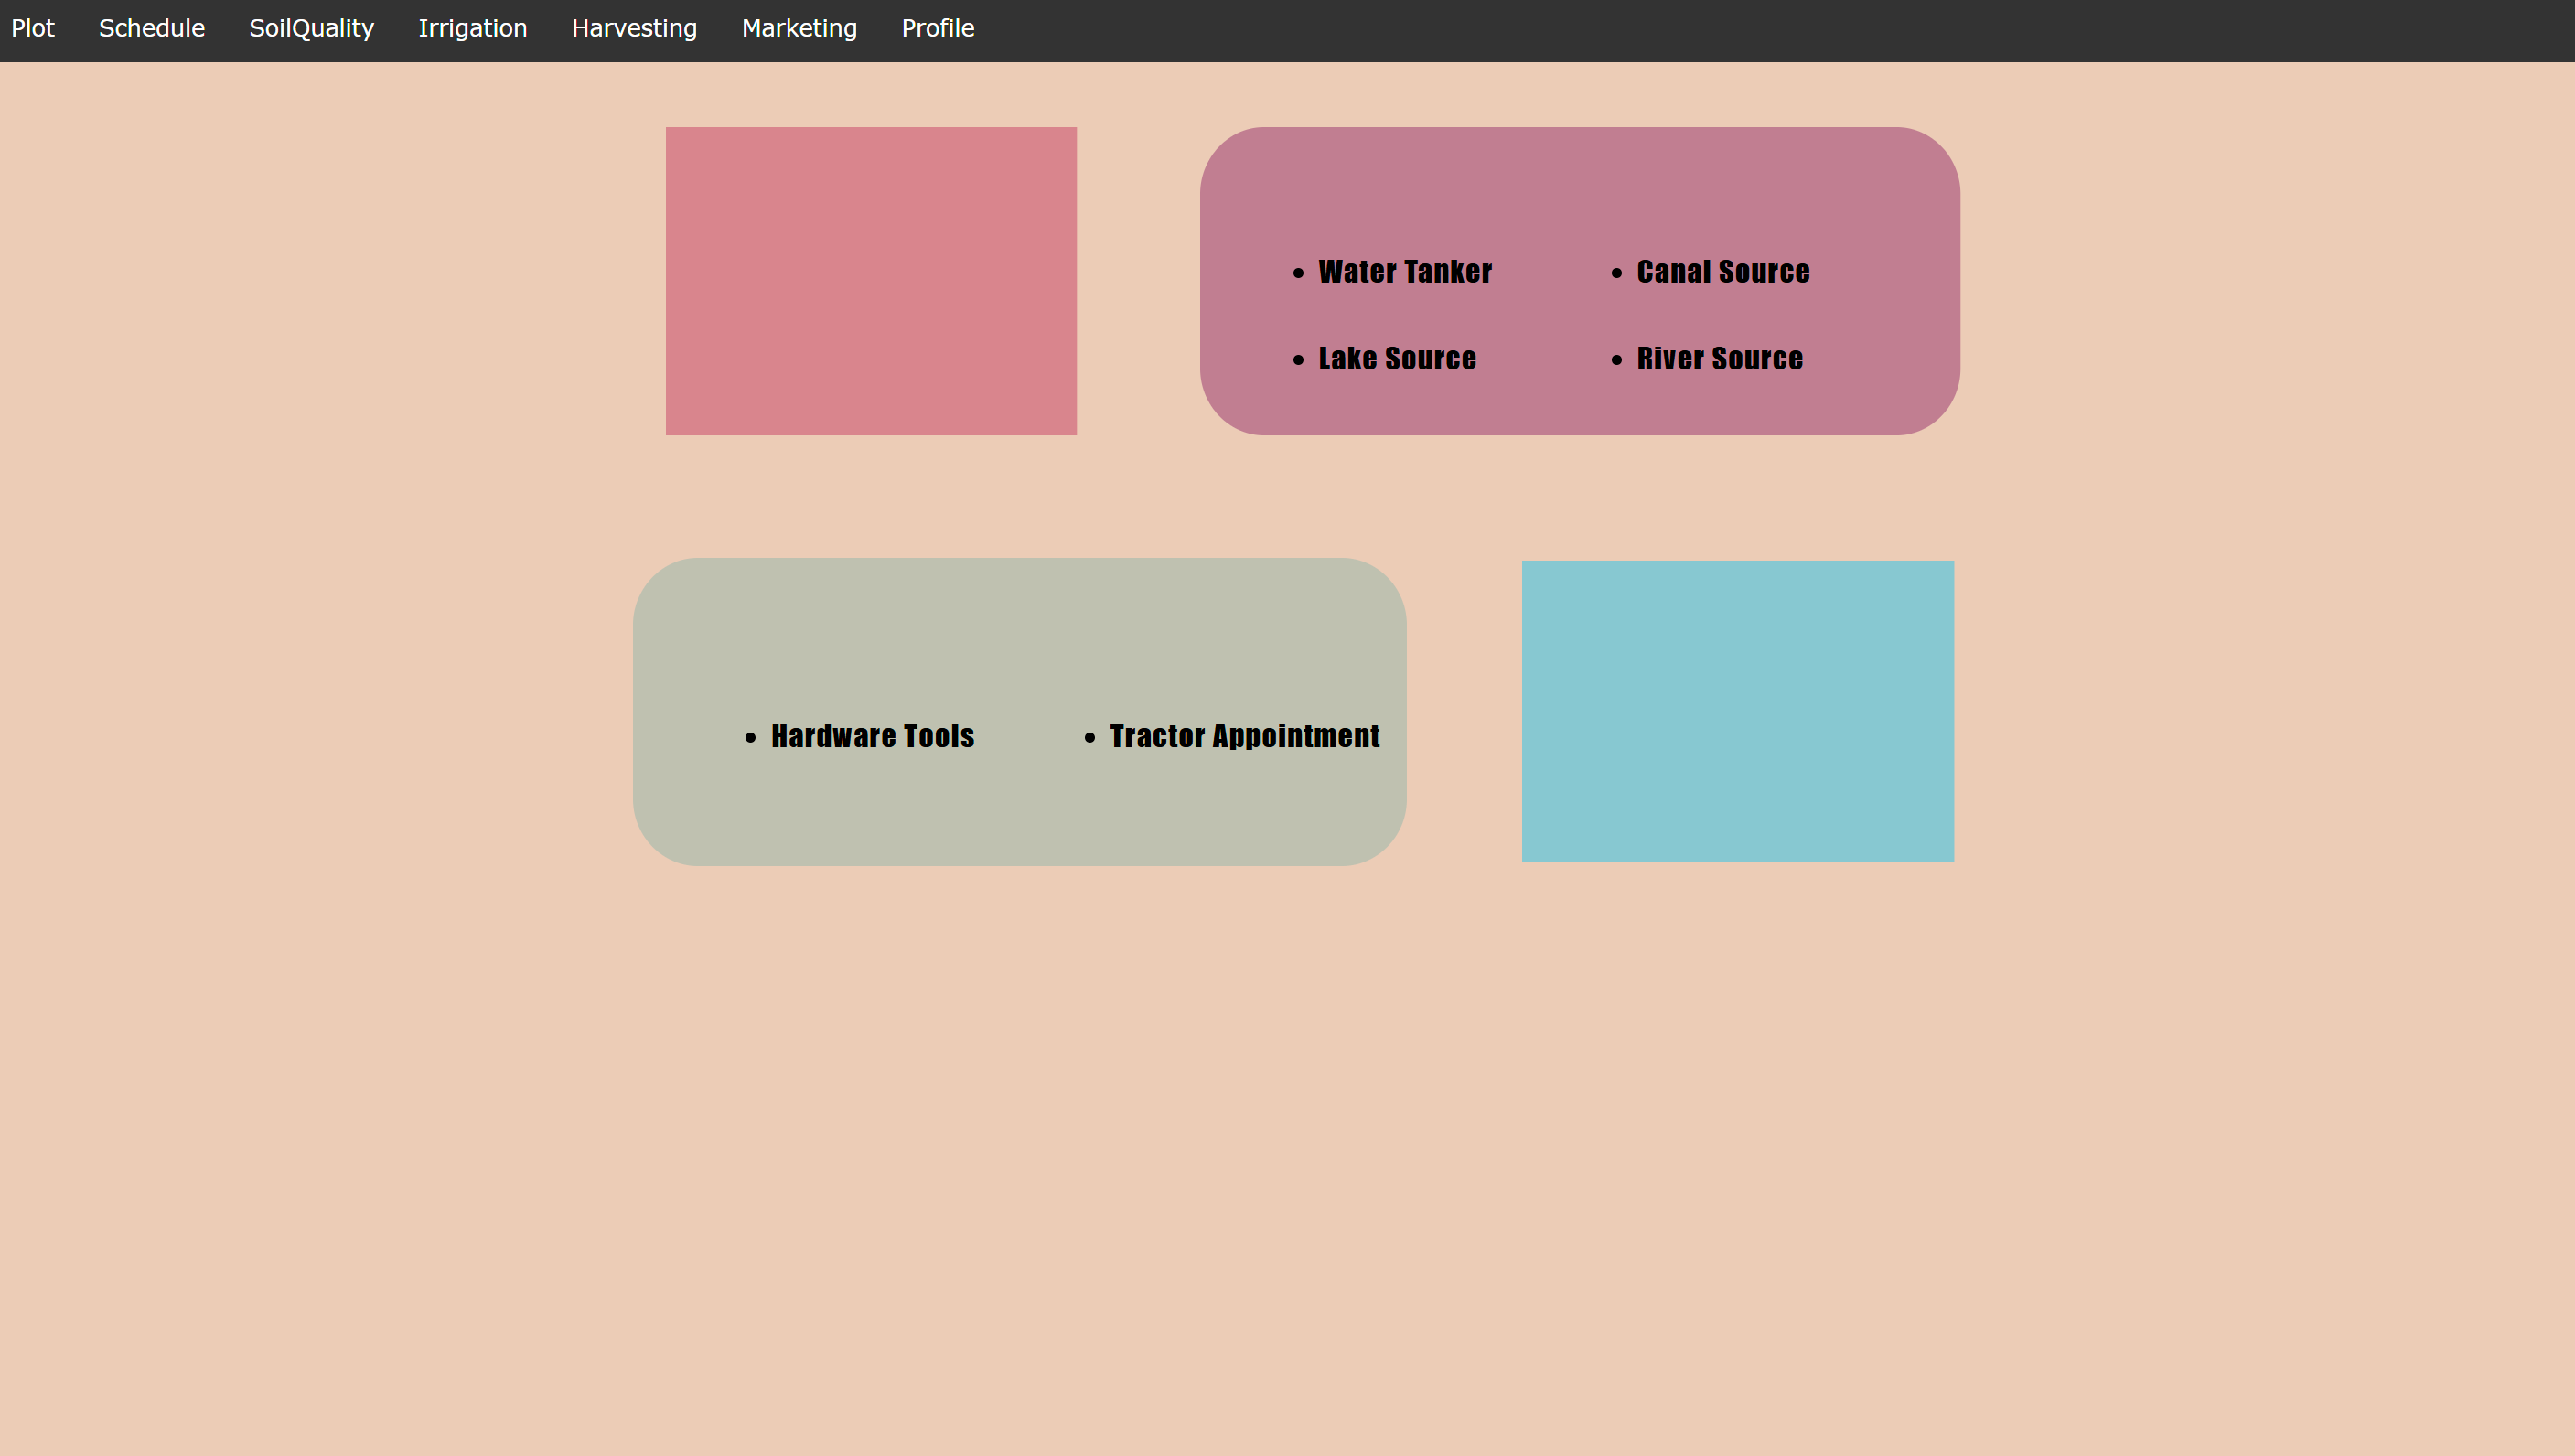 Plot Schedule SoilQuality Irrigation Harvesting Marketing Profile
• Water Tanker • Canal Source
• Lake Source • River Source
• Hardware Tools • Tractor Appointment